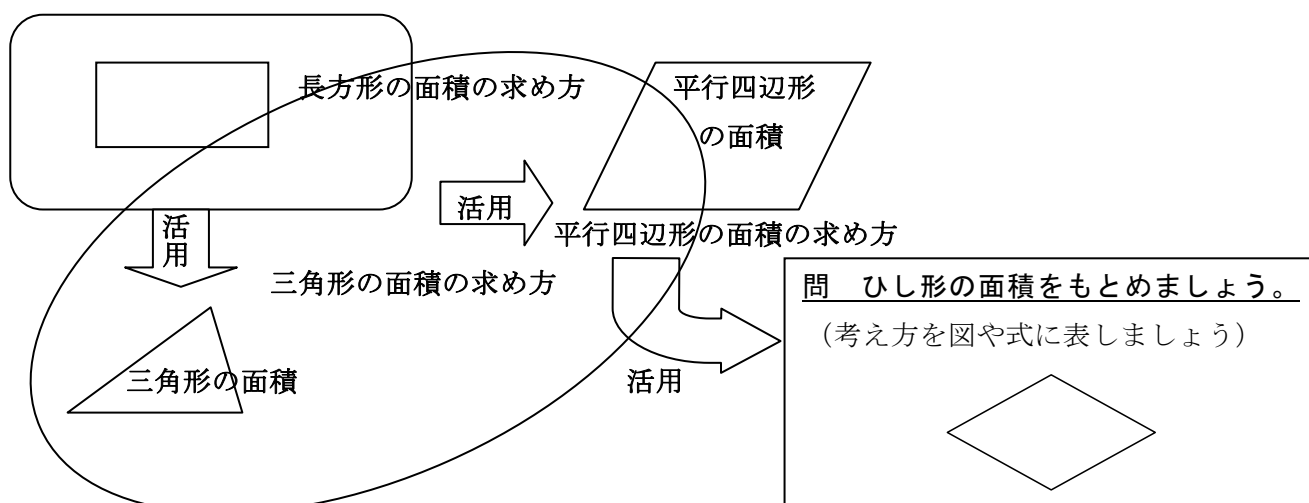 長方形の面積の求め方
平行四辺形
の面積
活用
活
用
平行四辺形の面積の求め方
三角形の面積の求め方
三角形の面積
活用
問　ひし形の面積をもとめましょう。
（考え方を図や式に表しましょう）